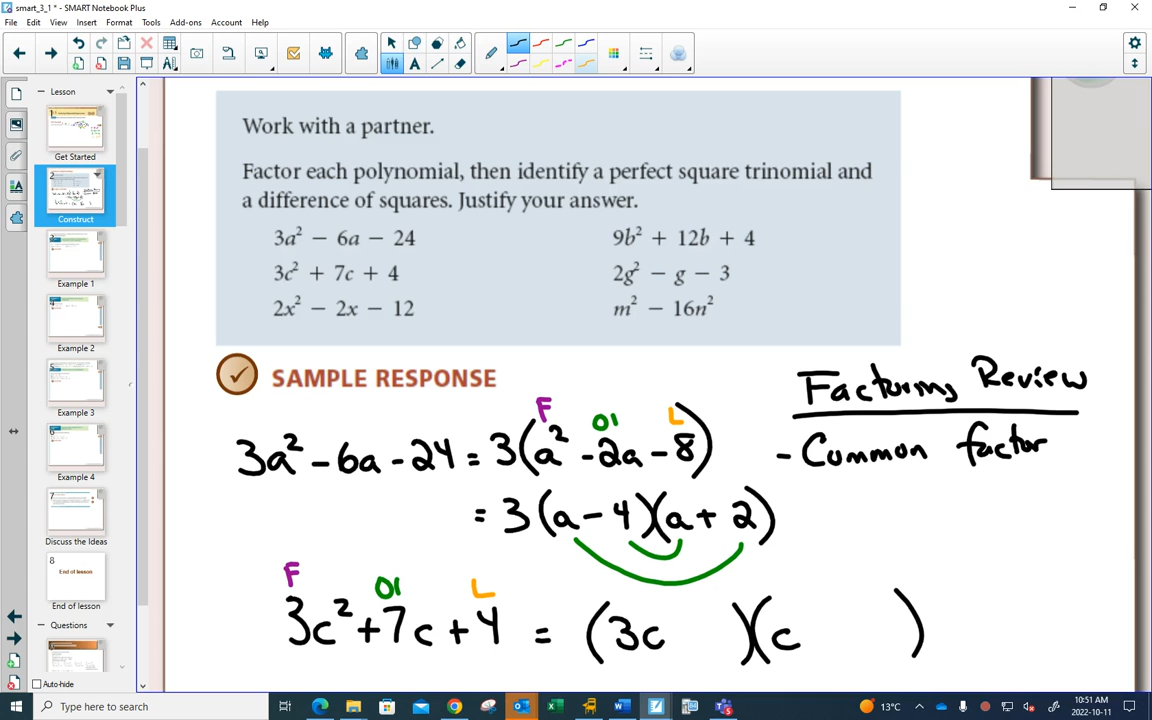 smart_3_1 * - SMART Notebook Plus
File Edit View Insert Format Tools Add-ons Account Help
Lesson
1
Get Started
2
Construct
Example 1
Example 2
Example 3
Example 4
7
Discuss the Ideas
8
End of lesson
End of lesson
Questions
Auto-hide
Work with a partner.
Factor each polynomial, then identify a perfect square trinomial and
a difference of squares. Justify your answer.
3a² − 6a − 24
9b² + 12b + 4
3c² + 7c + 4
2g² − g − 3
2x² − 2x − 12
m² − 16n²
SAMPLE RESPONSE
Factoring Review
- Common factor
F OI L
3a² - 6a - 24 = 3(a² - 2a - 8)
= 3(a - 4)(a + 2)
F OI L
3c² + 7c + 4 = (3c )(c )
Type here to search
13°C
10:51 AM
2022-10-11